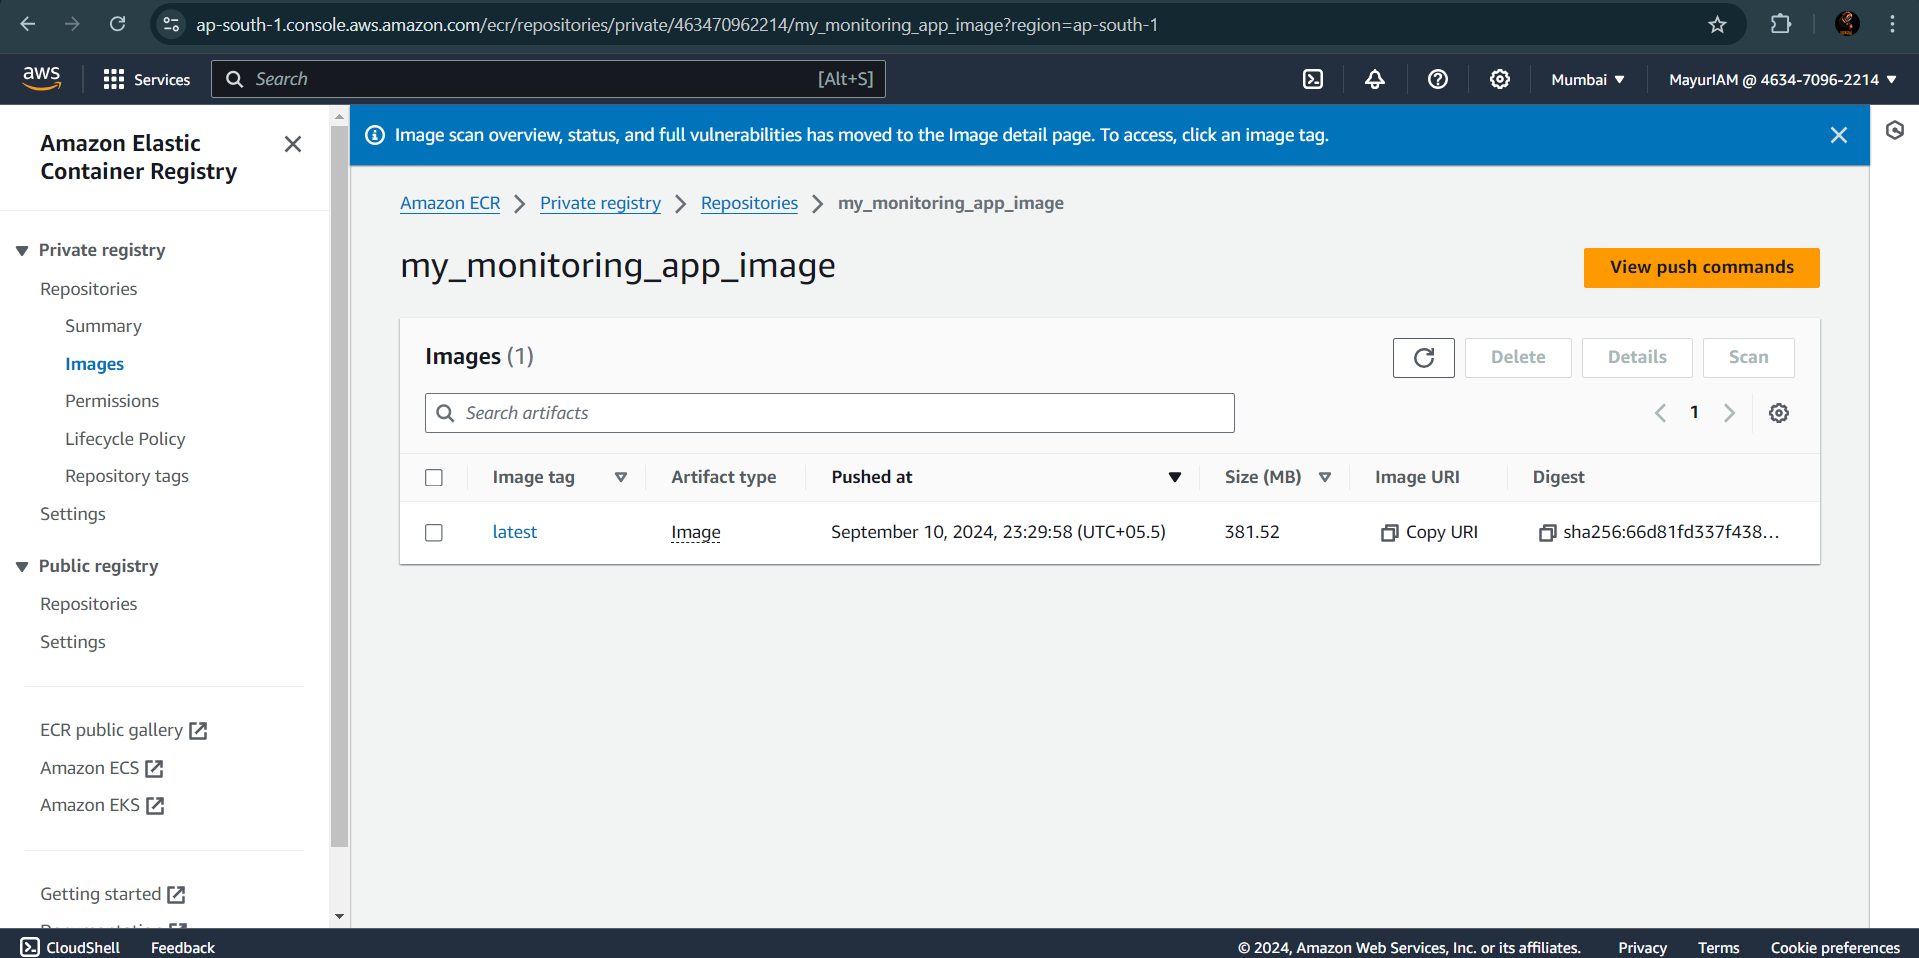 ap-south-1.console.aws.amazon.com/ecr/repositories/private/463470962214/my_monitoring_app_image?region=ap-south-1
aws Services Search [Alt+S] Mumbai MayurIAM @ 4634-7096-2214
Amazon Elastic
Container Registry
Private registry
Repositories
Summary
Images
Permissions
Lifecycle Policy
Repository tags
Settings
Public registry
Repositories
Settings
ECR public gallery
Amazon ECS
Amazon EKS
Getting started
Image scan overview, status, and full vulnerabilities has moved to the Image detail page. To access, click an image tag.
Amazon ECR Private registry Repositories my_monitoring_app_image
my_monitoring_app_image View push commands
Images (1) Delete Details Scan
Search artifacts 1
Image tag Artifact type Pushed at Size (MB) Image URI Digest
latest Image September 10, 2024, 23:29:58 (UTC+05.5) 381.52 Copy URI sha256:66d81fd337f438...
CloudShell Feedback © 2024, Amazon Web Services, Inc. or its affiliates. Privacy Terms Cookie preferences